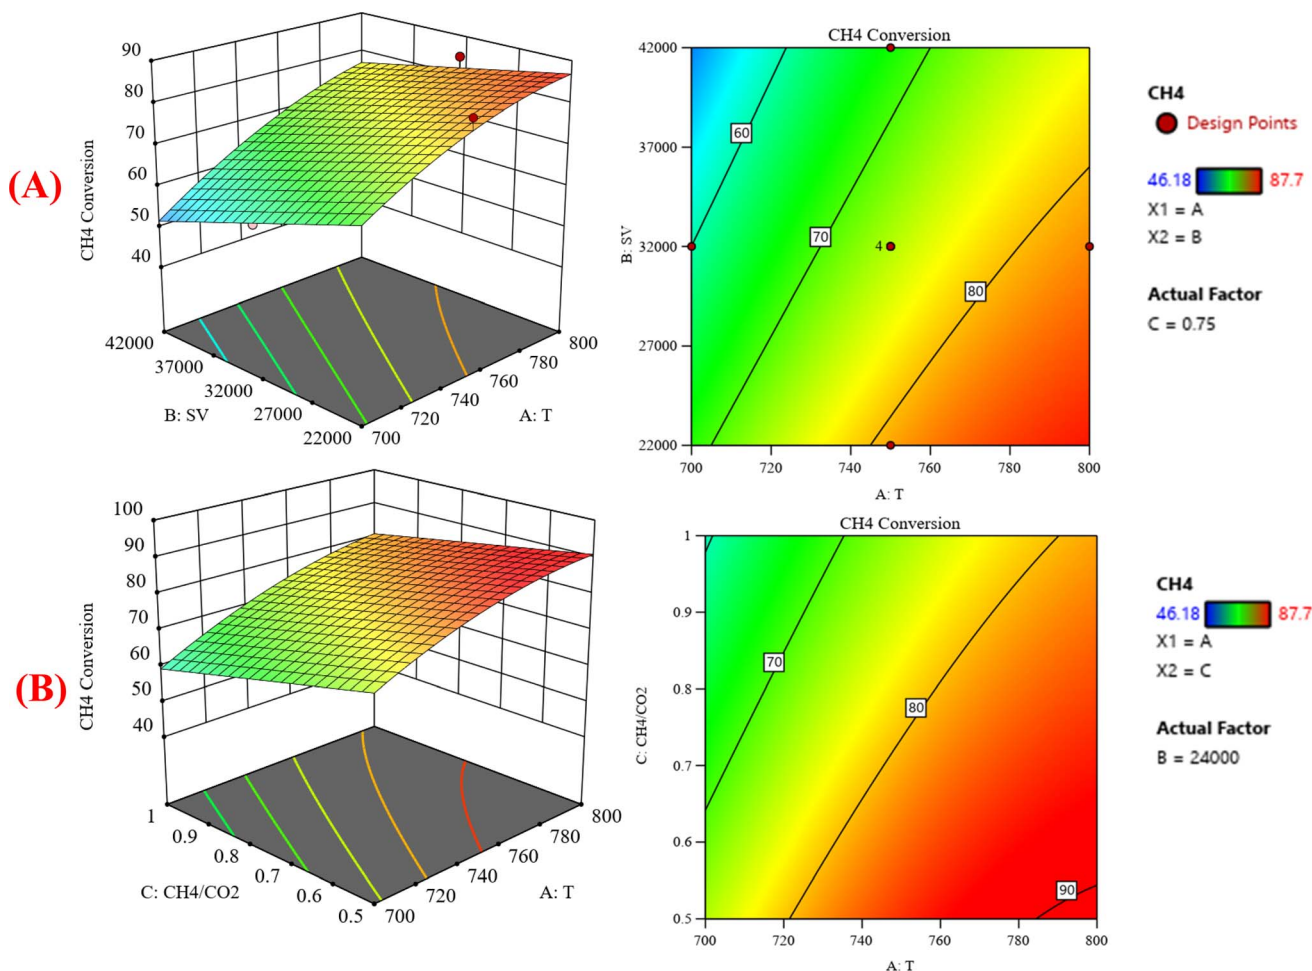 (A)
CH4 Conversion
90
80
70
60
50
40
42000
37000
32000
27000
22000
B: SV
700
720
740
760
780
800
A: T
CH4 Conversion
42000
37000
32000
27000
22000
B: SV
60
70
80
4
700
720
740
760
780
800
A: T
CH4
Design Points
46.18 87.7
X1 = A
X2 = B
Actual Factor
C = 0.75
(B)
CH4 Conversion
100
90
80
70
60
50
40
1
0.9
0.8
0.7
0.6
0.5
C: CH4/CO2
700
720
740
760
780
800
A: T
CH4 Conversion
1
0.9
0.8
0.7
0.6
0.5
C: CH4/CO2
70
80
90
700
720
740
760
780
800
A: T
CH4
46.18 87.7
X1 = A
X2 = C
Actual Factor
B = 24000